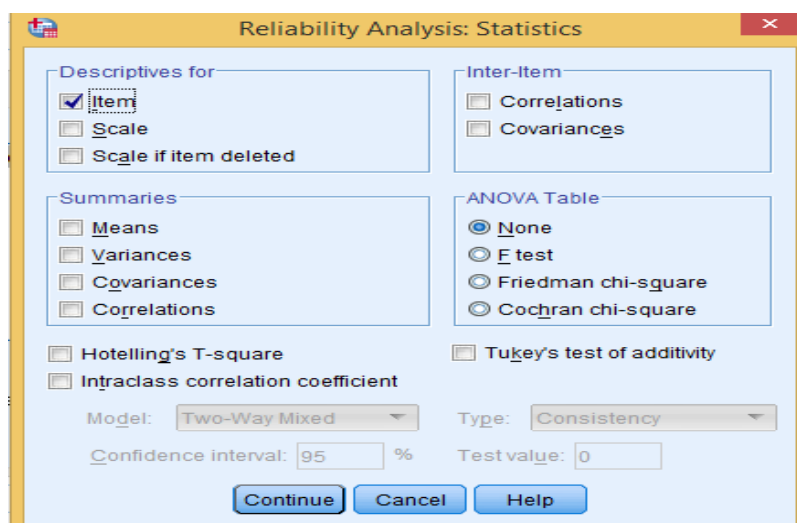 Reliability Analysis: Statistics
Descriptives for
Item
Scale
Scale if item deleted
Inter-Item
Correlations
Covariances
Summaries
Means
Variances
Covariances
Correlations
ANOVA Table
None
F test
Friedman chi-square
Cochran chi-square
Hotelling's T-square
Tukey's test of additivity
Intraclass correlation coefficient
Model: Two-Way Mixed Type: Consistency
Confidence interval: 95 % Test value: 0
Continue Cancel Help